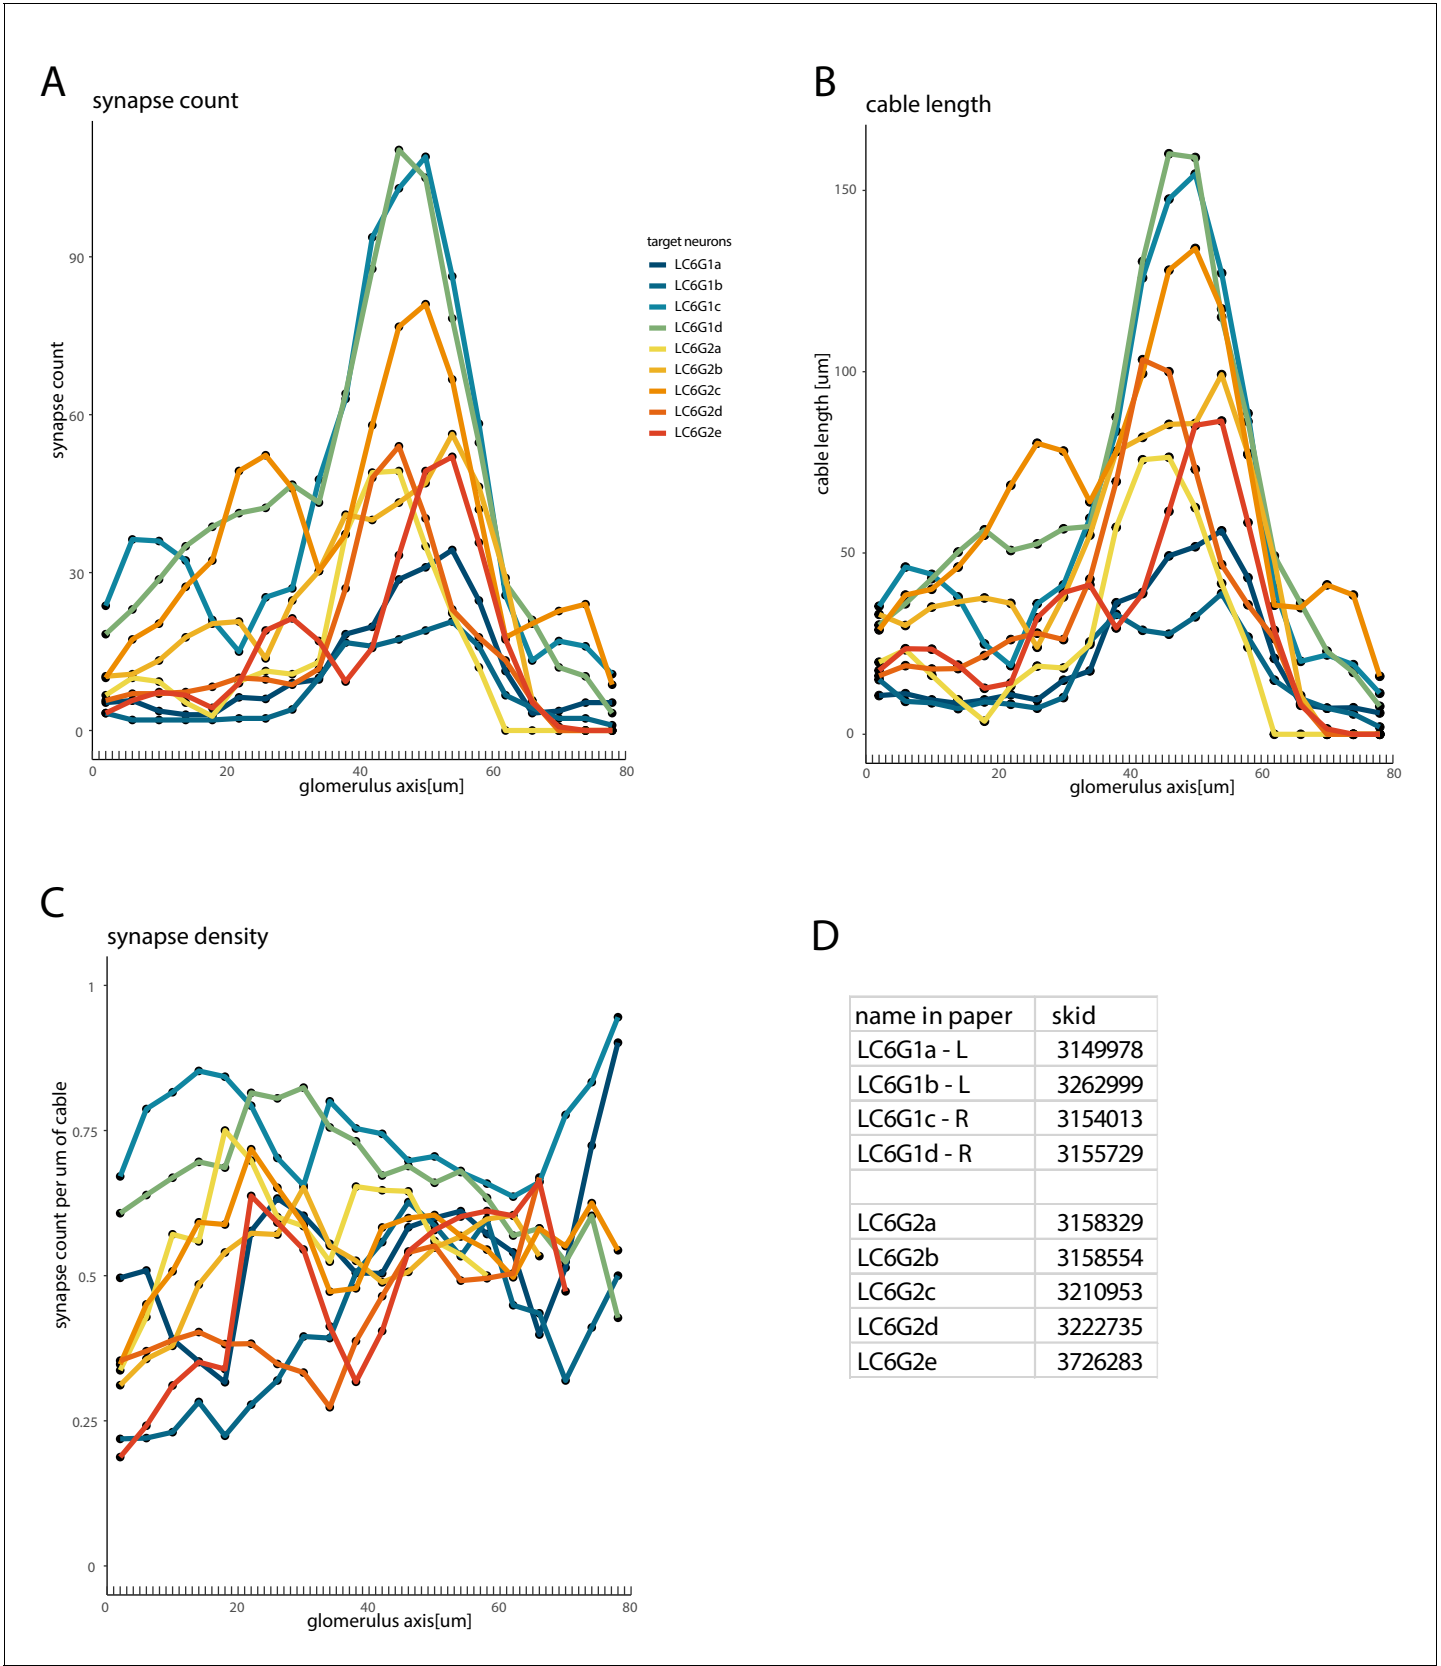 A
synapse count
synapse count
90
60
30
0
0 20 40 60 80
glomerulus axis[um]
target neurons
LC6G1a
LC6G1b
LC6G1c
LC6G1d
LC6G2a
LC6G2b
LC6G2c
LC6G2d
LC6G2e
B
cable length
cable length [um]
150
100
50
0
0 20 40 60 80
glomerulus axis[um]
C
synapse density
synapse count per um of cable
1
0.75
0.5
0.25
0
0 20 40 60 80
glomerulus axis[um]
D
name in paper skid
LC6G1a - L 3149978
LC6G1b - L 3262999
LC6G1c - R 3154013
LC6G1d - R 3155729
LC6G2a 3158329
LC6G2b 3158554
LC6G2c 3210953
LC6G2d 3222735
LC6G2e 3726283